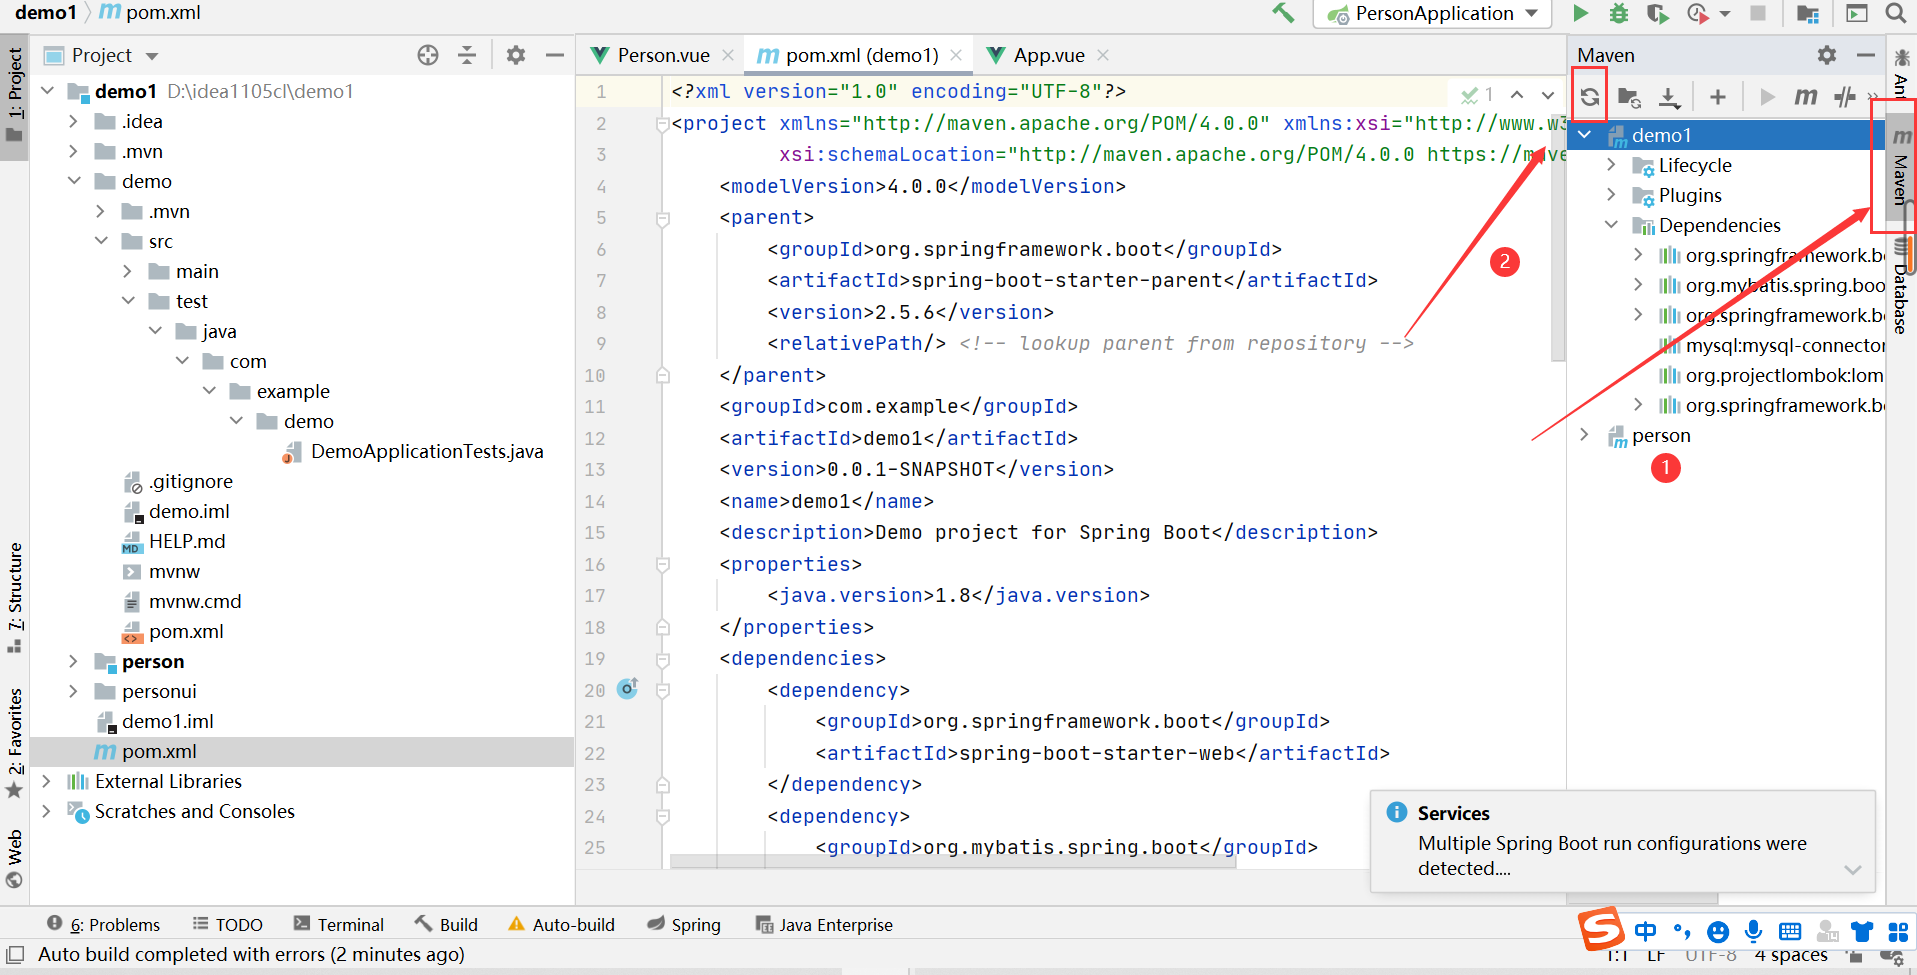 demo1 pom.xml
PersonApplication
Project
Person.vue
pom.xml (demo1)
App.vue
Maven
1: Project
demo1 D:\idea1105cl\demo1
.idea
.mvn
demo
.mvn
src
main
test
java
com
example
demo
DemoApplicationTests.java
.gitignore
demo.iml
HELP.md
mvnw
mvnw.cmd
pom.xml
person
personui
demo1.iml
pom.xml
External Libraries
Scratches and Consoles
7: Structure
2: Favorites
Web
1 <?xml version="1.0" encoding="UTF-8"?>
2 <project xmlns="http://maven.apache.org/POM/4.0.0" xmlns:xsi="http://www.w3
3 xsi:schemaLocation="http://maven.apache.org/POM/4.0.0 https://mave
4 <modelVersion>4.0.0</modelVersion>
5 <parent>
6 <groupId>org.springframework.boot</groupId>
7 <artifactId>spring-boot-starter-parent</artifactId>
8 <version>2.5.6</version>
9 <relativePath/> <!-- lookup parent from repository -->
10 </parent>
11 <groupId>com.example</groupId>
12 <artifactId>demo1</artifactId>
13 <version>0.0.1-SNAPSHOT</version>
14 <name>demo1</name>
15 <description>Demo project for Spring Boot</description>
16 <properties>
17 <java.version>1.8</java.version>
18 </properties>
19 <dependencies>
20 <dependency>
21 <groupId>org.springframework.boot</groupId>
22 <artifactId>spring-boot-starter-web</artifactId>
23 </dependency>
24 <dependency>
25 <groupId>org.mybatis.spring.boot</groupId>
1
2
demo1
Lifecycle
Plugins
Dependencies
org.springframework.bo
org.mybatis.spring.boo
org.springframework.bo
mysql:mysql-connector
org.projectlombok:lom
org.springframework.bo
person
1
Ant
Maven
Database
Services
Multiple Spring Boot run configurations were
detected....
6: Problems
TODO
Terminal
Build
Auto-build
Spring
Java Enterprise
中
Auto build completed with errors (2 minutes ago)
1:1 LF UTF-8 4 spaces